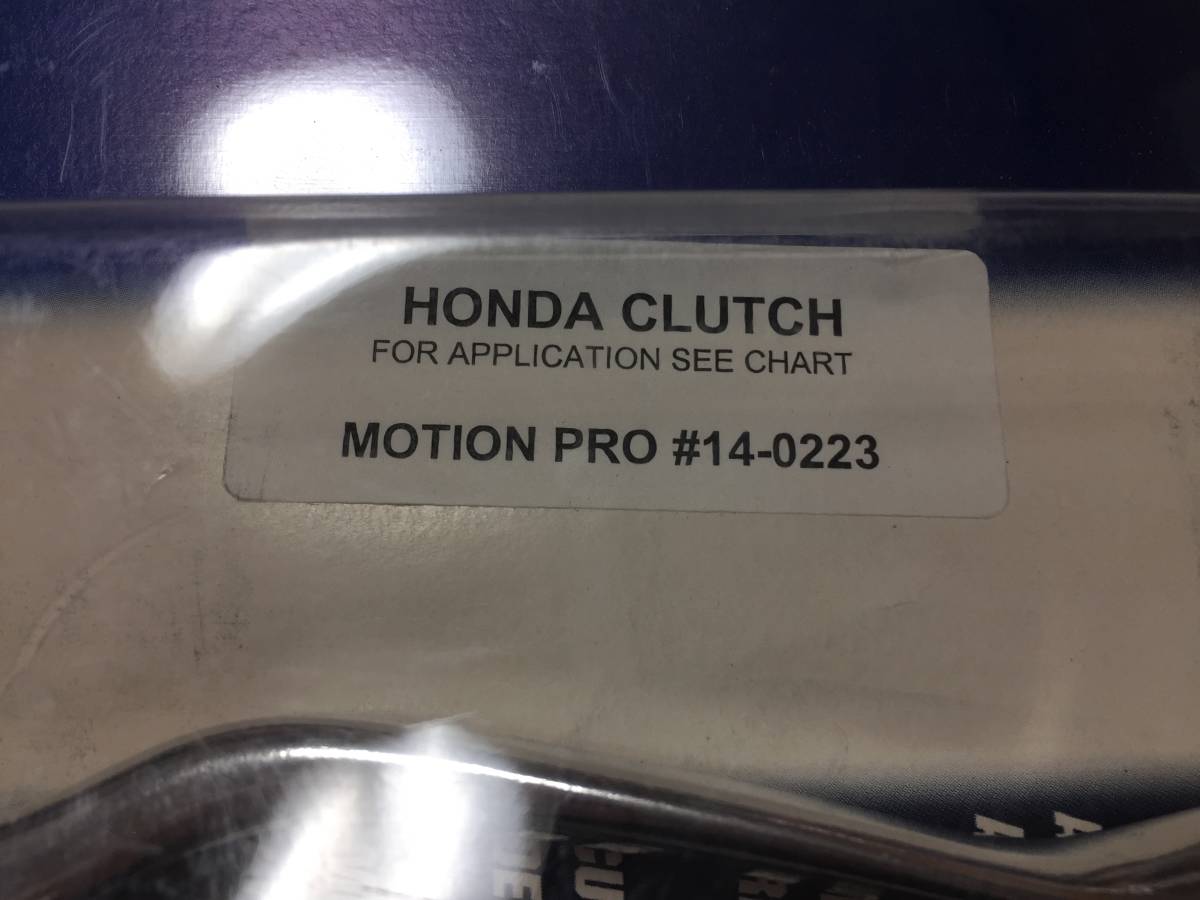 HONDA CLUTCH
FOR APPLICATION SEE CHART
MOTION PRO #14-0223